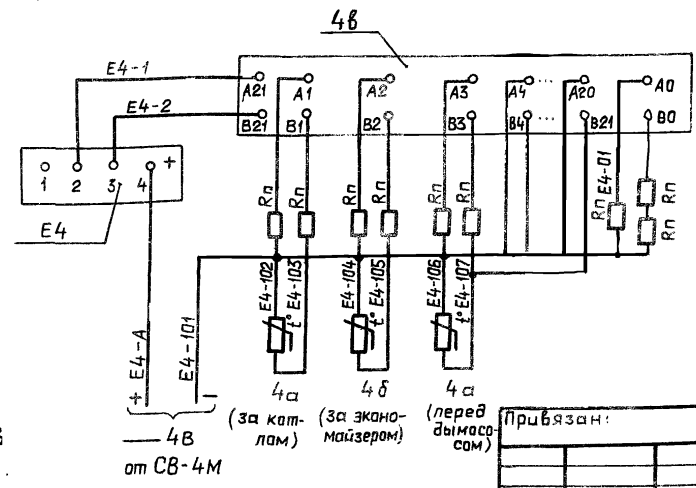 4в
E4-1
E4-2
A21 A1 A2 A3 A4 ... A20 A0
B21 B1 B2 B3 B4 ... B21 B0
1 2 3 4 +
E4
Rп Rп Rп Rп Rп Rп Rп E4-01 Rп
Rп
E4-102 E4-103 E4-104 E4-105 E4-106 E4-107
t° t° t°
E4-A E4-101
+ −
4а 4б 4а
(За кот-
лам)
(За эконо-
майзером)
(перед
дымосо-
сом)
4В
от СВ-4М
Привязан: